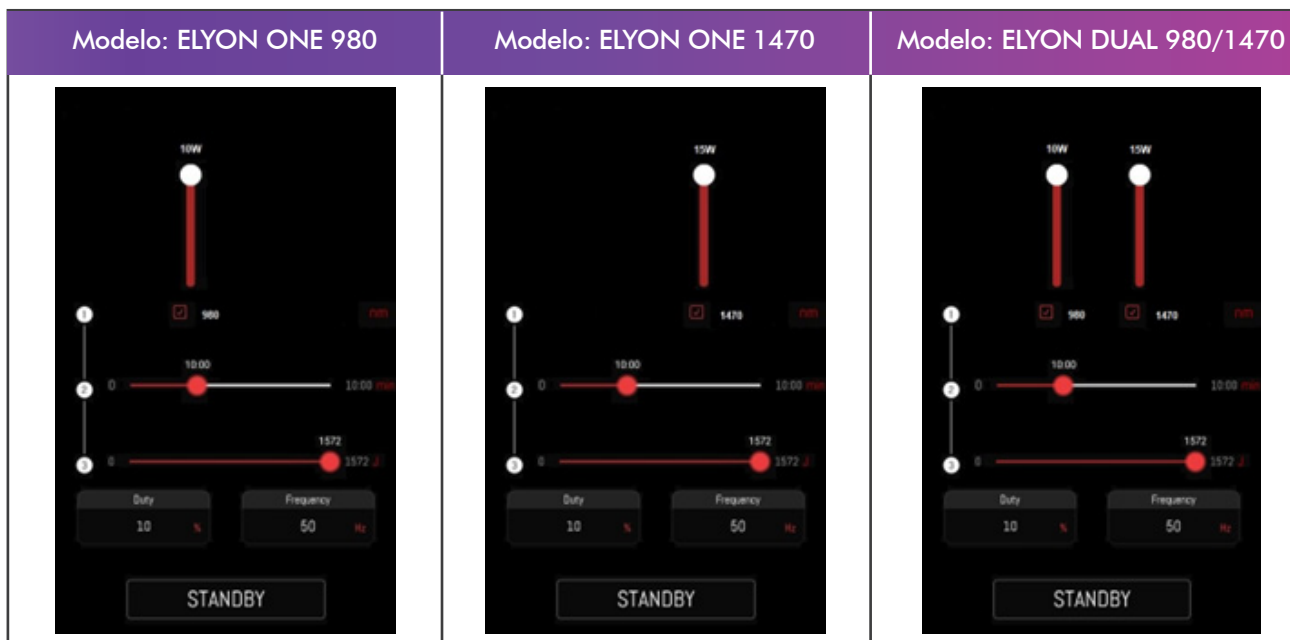 Modelo: ELYON ONE 980
10W
1
980
nm
10:00
2
0
10:00 min
1572
3
0
1572 J
Duty
Frequency
10 %
50 Hz
STANDBY
Modelo: ELYON ONE 1470
15W
1
1470
nm
10:00
2
0
10:00 min
1572
3
0
1572 J
Duty
Frequency
10 %
50 Hz
STANDBY
Modelo: ELYON DUAL 980/1470
10W
15W
1
980
1470
nm
10:00
2
0
10:00 min
1572
3
0
1572 J
Duty
Frequency
10 %
50 Hz
STANDBY